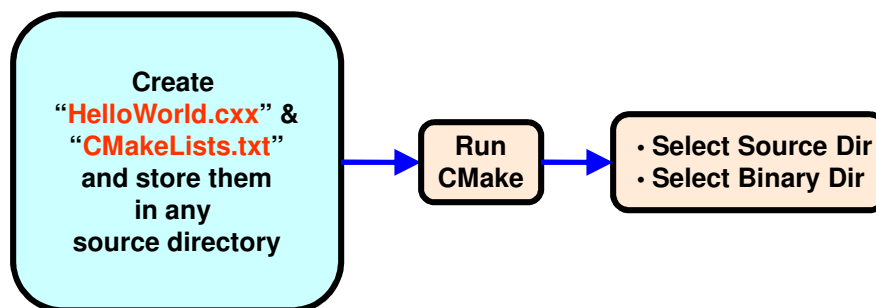 Create
“HelloWorld.cxx” &
“CMakeLists.txt”
and store them
in any
source directory
Run
CMake
• Select Source Dir
• Select Binary Dir